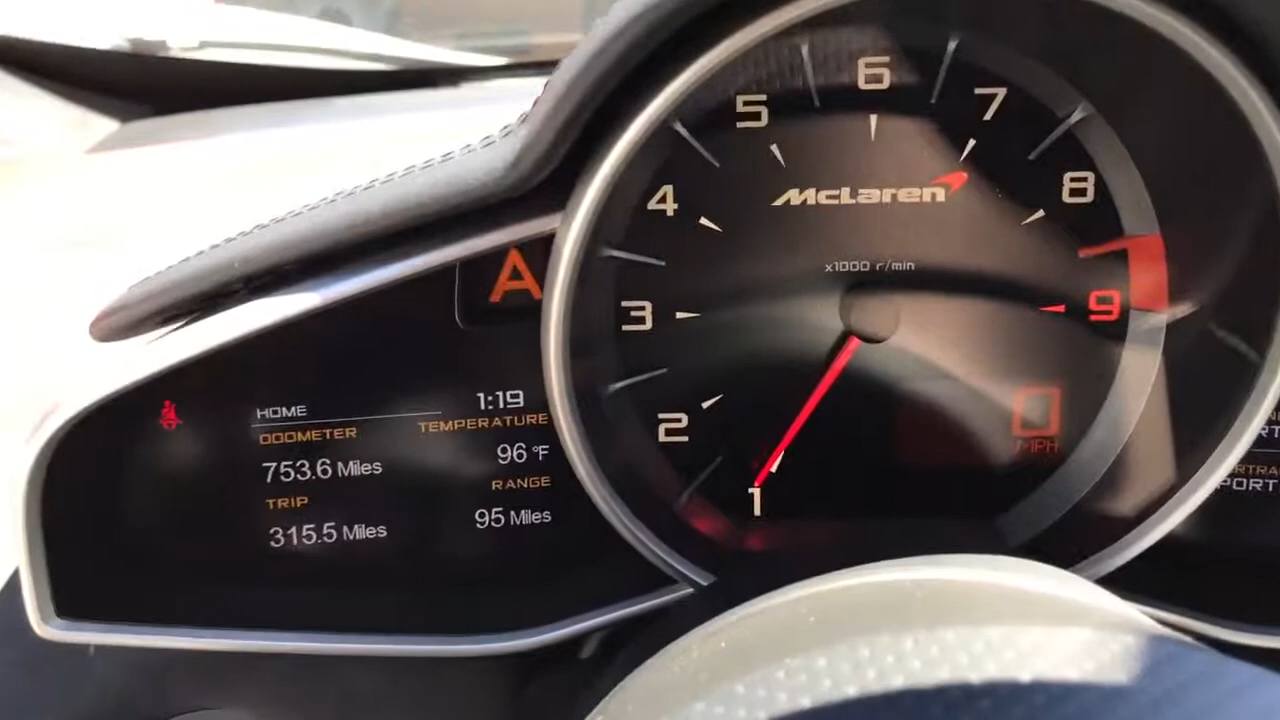 A
HOME 1:19
ODOMETER TEMPERATURE
753.6 Miles 96 °F
TRIP RANGE
315.5 Miles 95 Miles
1
2
3
4
5
6
7
8
9
McLaren
x1000 r/min
0
MPH